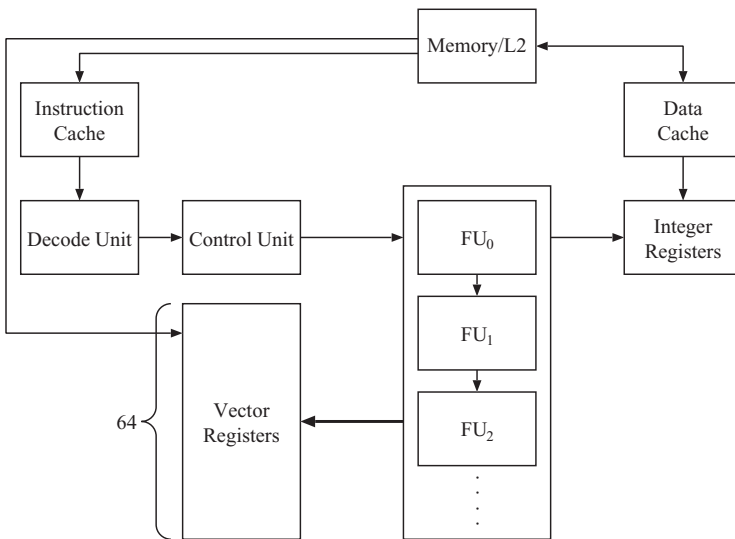 Memory/L2
Instruction
Cache
Data
Cache
Decode Unit
Control Unit
FU₀
Integer
Registers
FU₁
64
Vector
Registers
FU₂